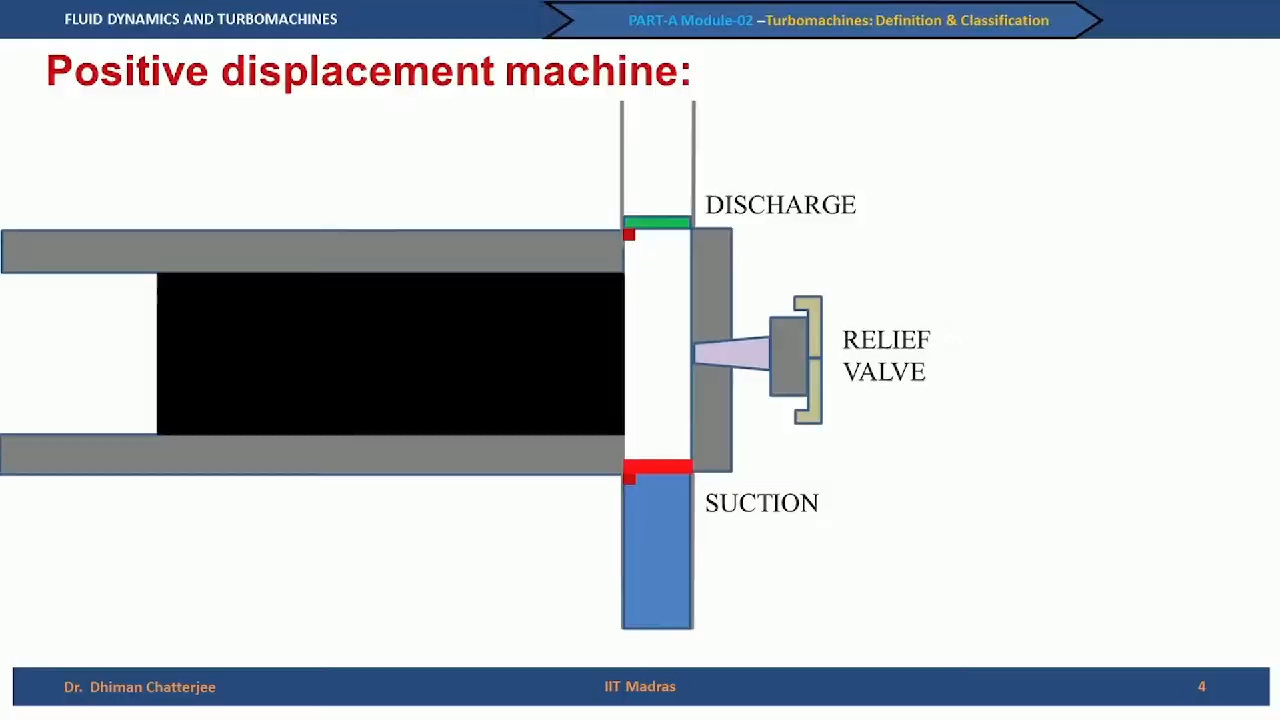 FLUID DYNAMICS AND TURBOMACHINES
PART-A Module-02 –Turbomachines: Definition & Classification
Positive displacement machine:
DISCHARGE
RELIEF
VALVE
SUCTION
Dr. Dhiman Chatterjee
IIT Madras
4